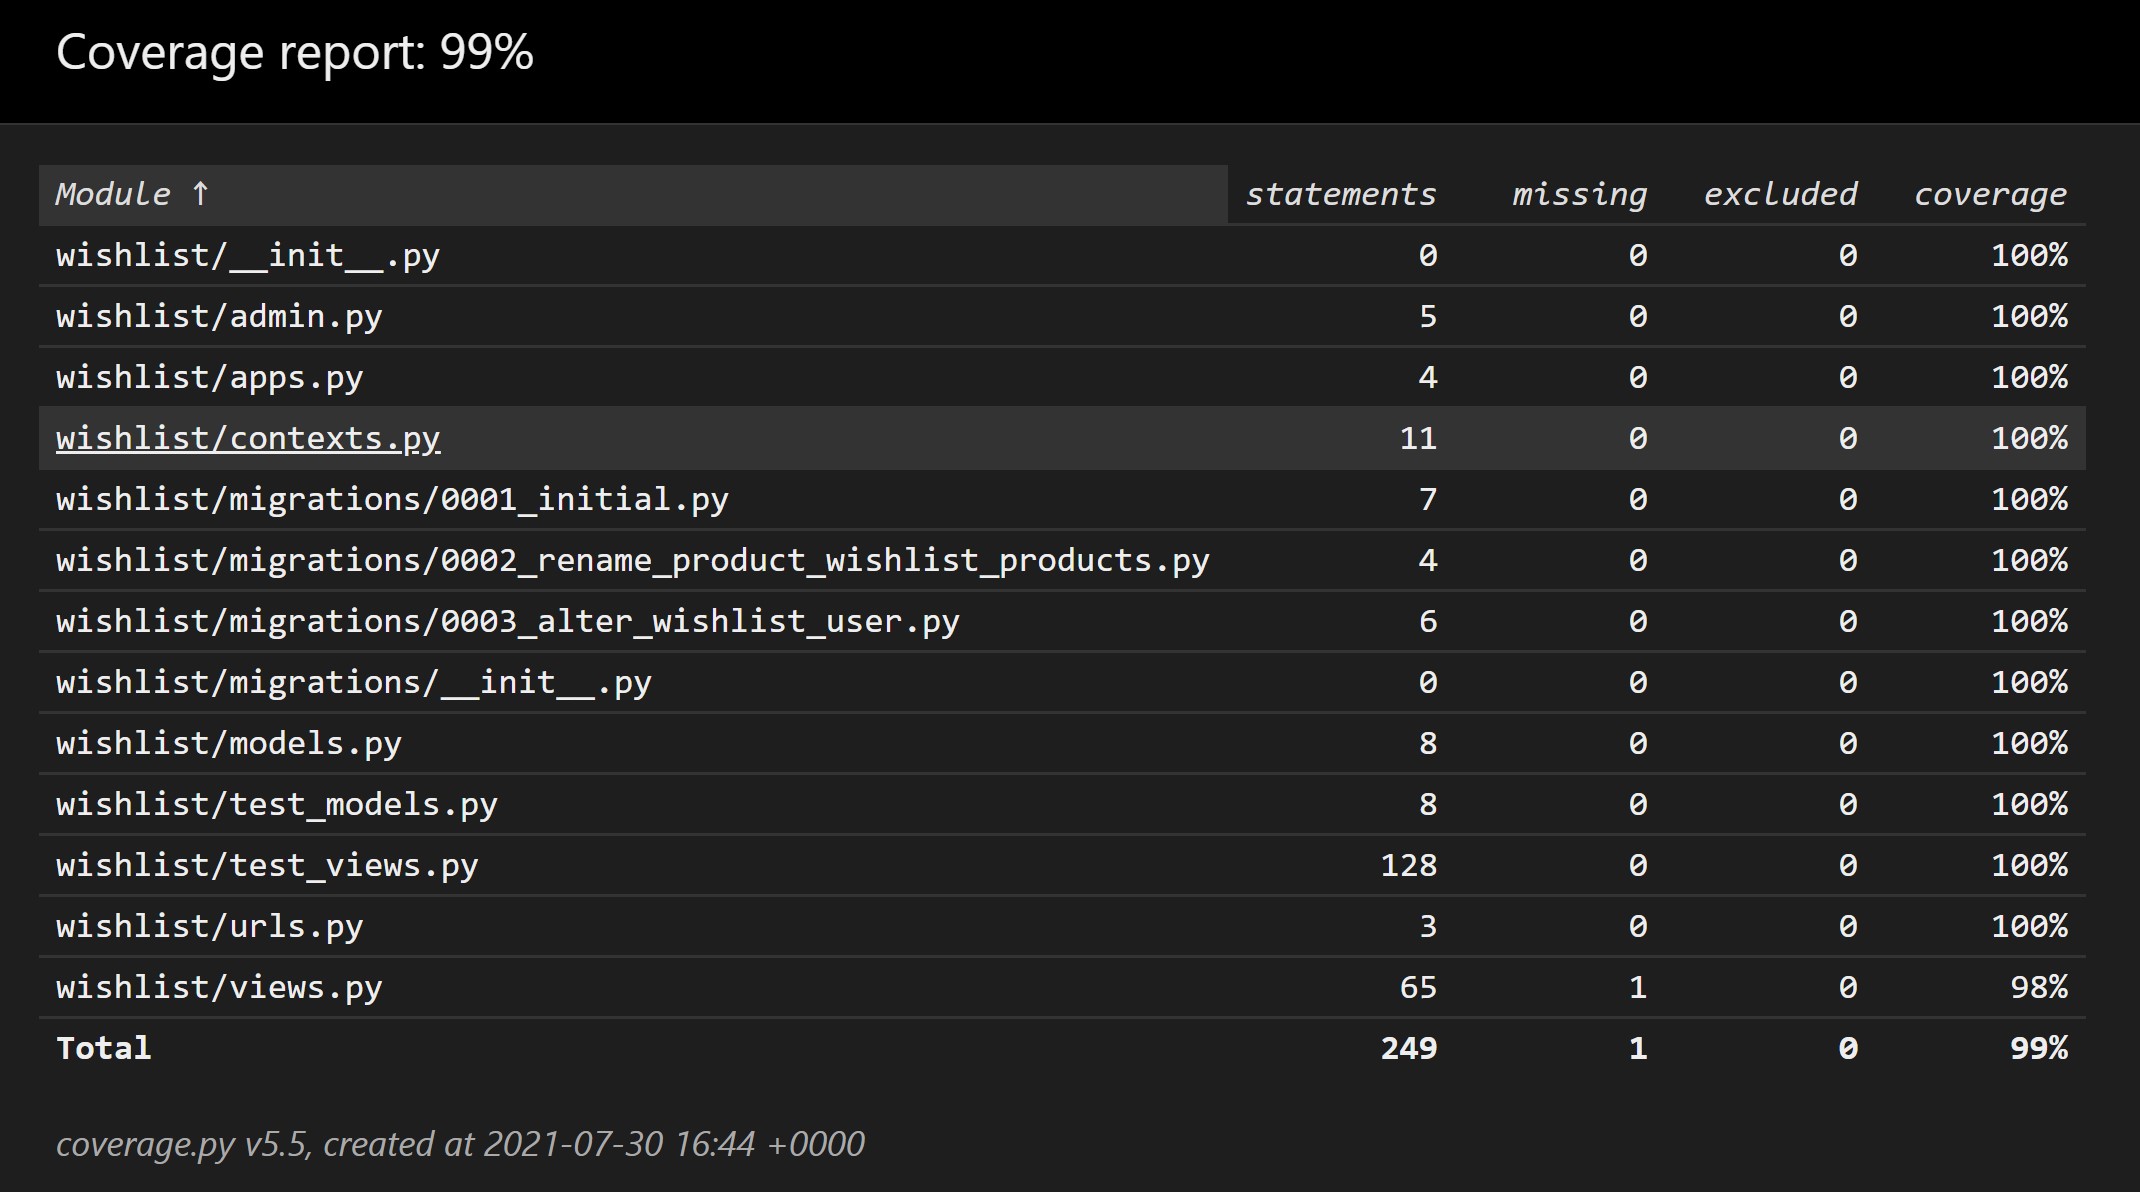 Coverage report: 99%
Module ↑ statements missing excluded coverage
wishlist/__init__.py 0 0 0 100%
wishlist/admin.py 5 0 0 100%
wishlist/apps.py 4 0 0 100%
wishlist/contexts.py 11 0 0 100%
wishlist/migrations/0001_initial.py 7 0 0 100%
wishlist/migrations/0002_rename_product_wishlist_products.py 4 0 0 100%
wishlist/migrations/0003_alter_wishlist_user.py 6 0 0 100%
wishlist/migrations/__init__.py 0 0 0 100%
wishlist/models.py 8 0 0 100%
wishlist/test_models.py 8 0 0 100%
wishlist/test_views.py 128 0 0 100%
wishlist/urls.py 3 0 0 100%
wishlist/views.py 65 1 0 98%
Total 249 1 0 99%
coverage.py v5.5, created at 2021-07-30 16:44 +0000